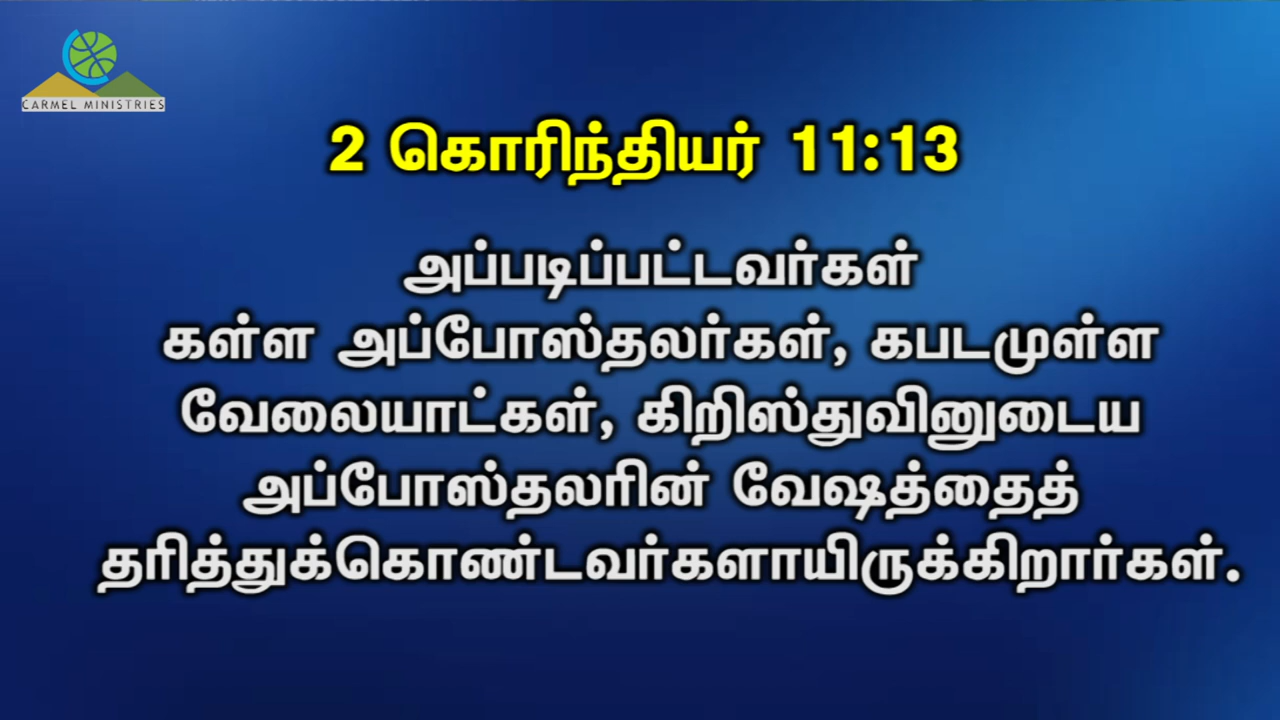 CARMEL MINISTRIES
2 கொரிந்தியர் 11:13
அப்படிப்பட்டவர்கள்
கள்ள அப்போஸ்தலர்கள், கபடமுள்ள
வேலையாட்கள், கிறிஸ்துவினுடைய
அப்போஸ்தலரின் வேஷத்தைத்
தரித்துக்கொண்டவர்களாயிருக்கிறார்கள்.